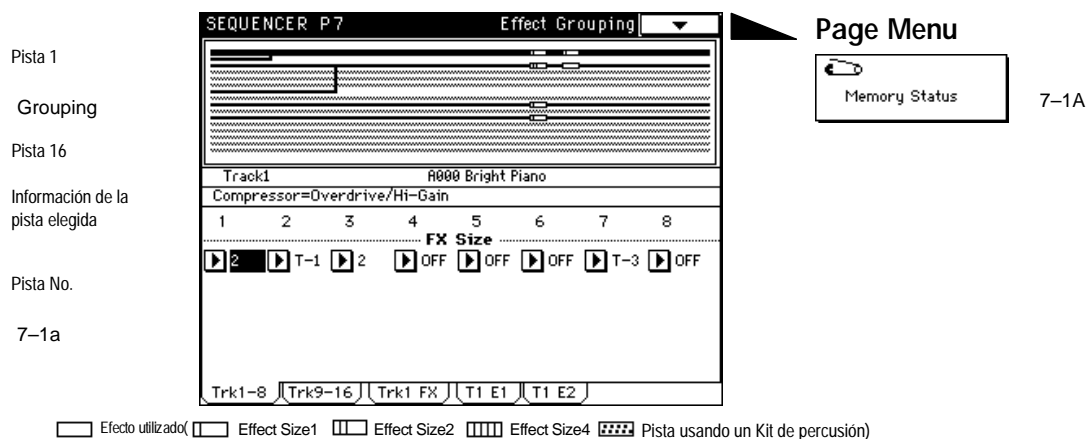 SEQUENCER P7 Effect Grouping
Page Menu
Pista 1
Memory Status
7–1A
Grouping
Pista 16
Track1 A000 Bright Piano
Información de la
pista elegida
Compressor=Overdrive/Hi-Gain
1 2 3 4 5 6 7 8
FX Size
2 T-1 2 OFF OFF OFF T-3 OFF
Pista No.
7–1a
Trk1-8 Trk9-16 Trk1 FX T1 E1 T1 E2
Efecto utilizado( Effect Size1 Effect Size2 Effect Size4 Pista usando un Kit de percusión)